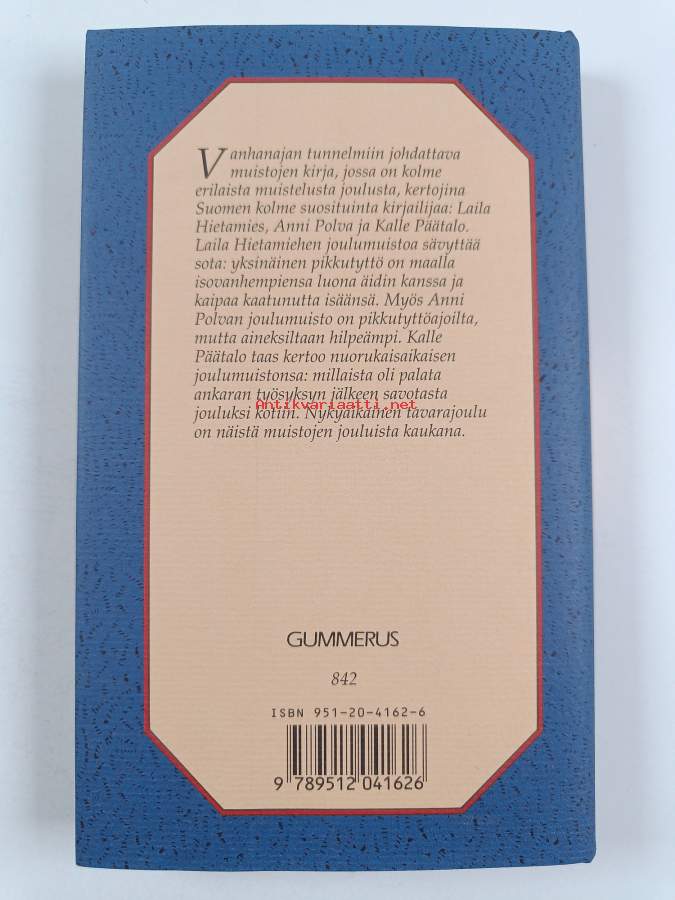 Vanhanajan tunnelmiin johdattava
muistojen kirja, jossa on kolme
erilaista muistelusta joulusta, kertojina
Suomen kolme suosituinta kirjailijaa: Laila
Hietamies, Anni Polva ja Kalle Päätalo.
Laila Hietamiehen joulumuistoa sävyttää
sota: yksinäinen pikkutyttö on maalla
isovanhempiensa luona äidin kanssa ja
kaipaa kaatunutta isäänsä. Myös Anni
Polvan joulumuisto on pikkutyttöajoilta,
mutta aineksiltaan hilpeämpi. Kalle
Päätalo taas kertoo nuorukaisaikaisen
joulumuistonsa: millaista oli palata
ankaran työsyksyn jälkeen savotasta
Antikvariaatti.net
jouluksi kotiin. Nykyaikainen tavarajoulu
on näistä muistojen jouluista kaukana.
GUMMERUS
842
ISBN 951-20-4162-6
9 789512 041626